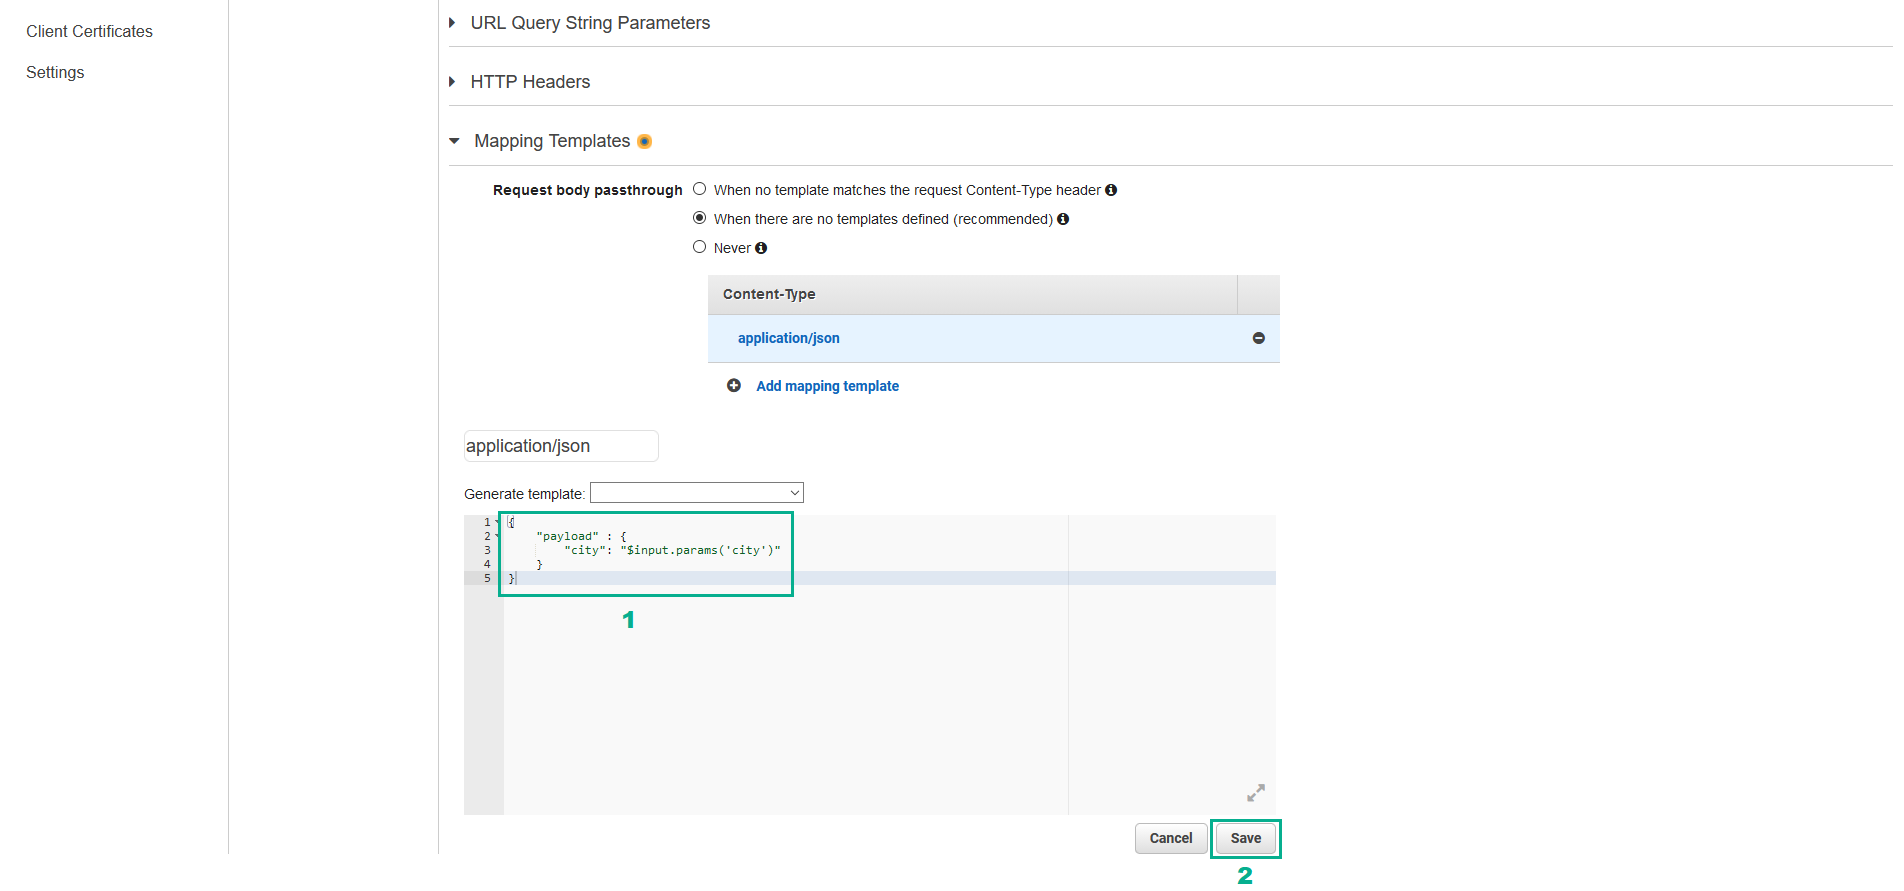 Client Certificates
Settings
URL Query String Parameters
HTTP Headers
Mapping Templates
Request body passthrough
When no template matches the request Content-Type header
When there are no templates defined (recommended)
Never
Content-Type
application/json
Add mapping template
application/json
Generate template:
1 {
2     "payload" : {
3         "city": "$input.params('city')"
4     }
5 }
1
Cancel
Save
2